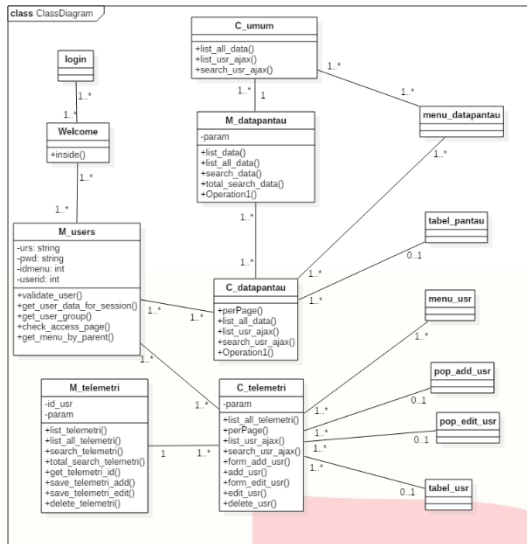 class ClassDiagram
login
1..*
1..*
Welcome
+inside()
1..*
1..*
M_users
-urs: string
-pwd: string
-idmenu: int
-userid: int
+validate_user()
+get_user_data_for_session()
+get_user_group()
+check_access_page()
+get_menu_by_parent()
1..*
1..*
C_umum
+list_all_data()
+list_usr_ajax()
+search_usr_ajax()
1..*
1..*
1
1..*
M_datapantau
-param
+list_data()
+list_all_data()
+search_data()
+total_search_data()
+Operation1()
1..*
1..*
menu_datapantau
1..*
tabel_pantau
0..1
C_datapantau
+perPage()
+list_all_data()
+list_usr_ajax()
+search_usr_ajax()
+Operation1()
1..*
1..*
1..*
menu_usr
1..*
pop_add_usr
0..1
pop_edit_usr
0..1
tabel_usr
0..1
M_telemetri
-id_usr
-param
+list_telemetri()
+list_all_telemetri()
+search_telemetri()
+total_search_telemetri()
+get_telemetri_id()
+save_telemetri_add()
+save_telemetri_edit()
+delete_telemetri()
1
1..*
C_telemetri
-param
+list_all_telemetri()
+perPage()
+list_usr_ajax()
+search_usr_ajax()
+form_add_usr()
+add_usr()
+form_edit_usr()
+edit_usr()
+delete_usr()
1..*
1..*
1..*
1..*
1..*